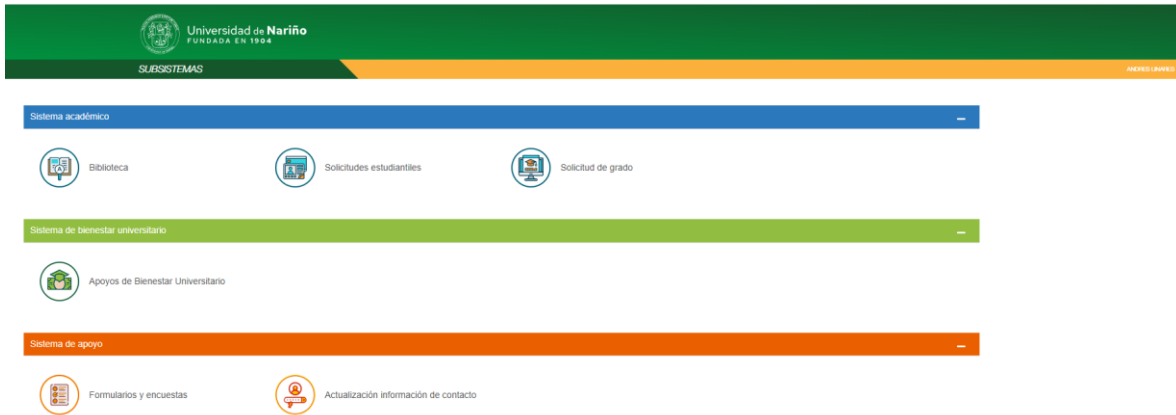 Universidad de Nariño
FUNDADA EN 1904
SUBSISTEMAS
ANDRES LINARES
Sistema académico
Biblioteca
Solicitudes estudiantiles
Solicitud de grado
Sistema de bienestar universitario
Apoyos de Bienestar Universitario
Sistema de apoyo
Formularios y encuestas
Actualización información de contacto